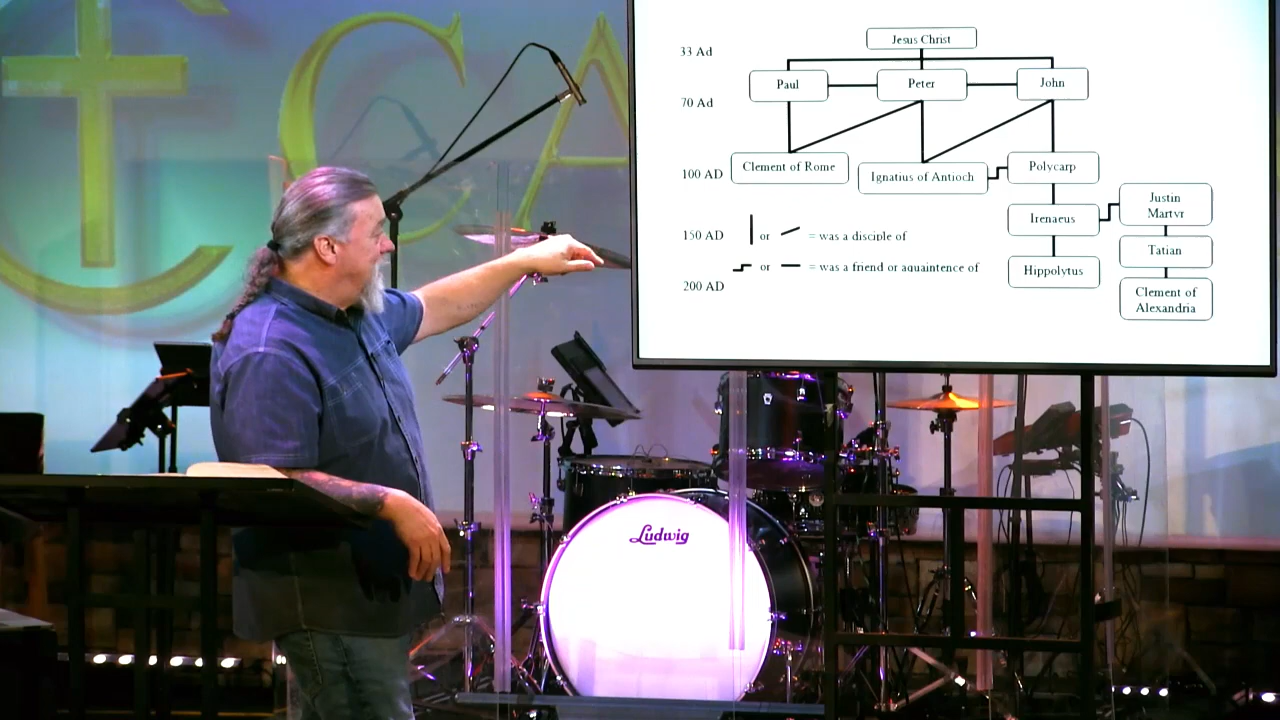 CA
Jesus Christ
33 Ad
Paul
Peter
John
70 Ad
Clement of Rome
Ignatius of Antioch
Polycarp
100 AD
Justin
Martyr
Irenaeus
150 AD
or
= was a disciple of
Tatian
or
= was a friend or aquaintence of
Hippolytus
200 AD
Clement of
Alexandria
Ludwig